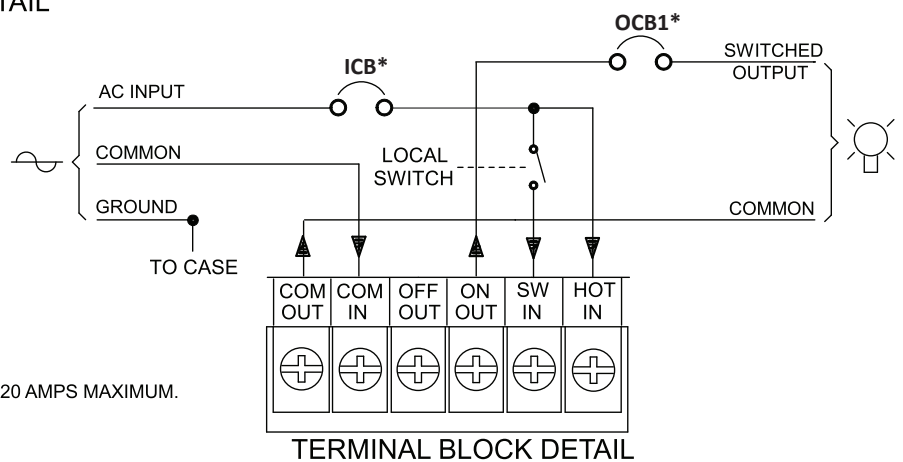 TAIL
OCB1*
ICB*
SWITCHED
OUTPUT
AC INPUT
COMMON
LOCAL
SWITCH
GROUND
COMMON
TO CASE
COM
OUT
COM
IN
OFF
OUT
ON
OUT
SW
IN
HOT
IN
20 AMPS MAXIMUM.
TERMINAL BLOCK DETAIL